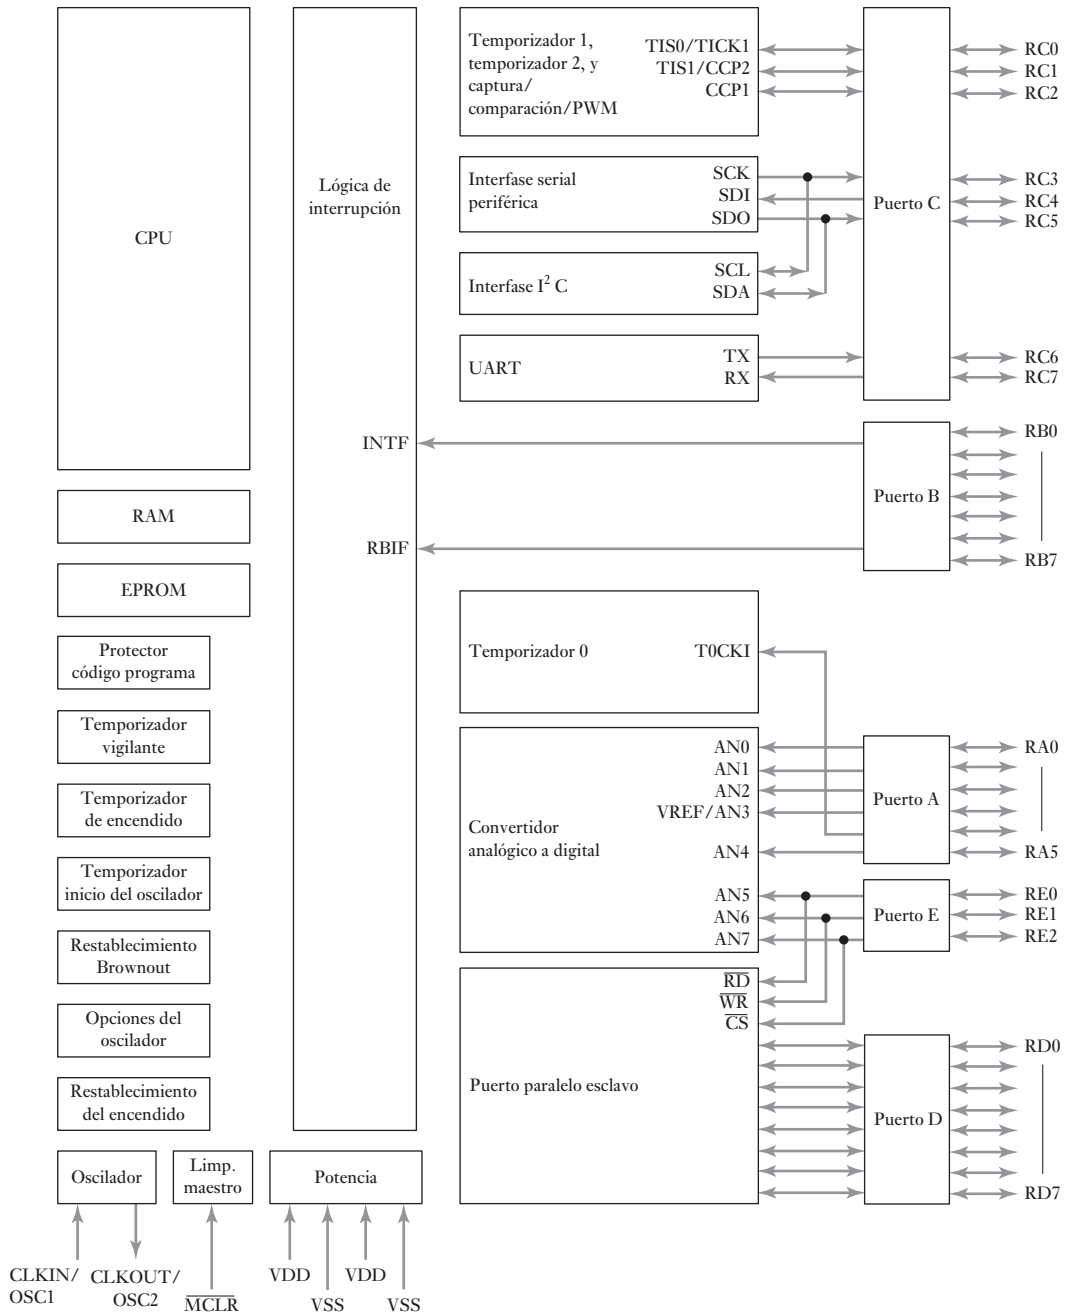 CPU
RAM
EPROM
Protector
código programa
Temporizador
vigilante
Temporizador
de encendido
Temporizador
inicio del oscilador
Restablecimiento
Brownout
Opciones del
oscilador
Restablecimiento
del encendido
Oscilador
CLKIN/
OSC1
CLKOUT/
OSC2
Limp.
maestro
MCLR
Potencia
VDD
VSS
VDD
VSS
Lógica de
interrupción
INTF
RBIF
Temporizador 1,
temporizador 2, y
captura/
comparación/PWM
TIS0/TICK1
TIS1/CCP2
CCP1
Interfase serial
periférica
SCK
SDI
SDO
Interfase I² C
SCL
SDA
UART
TX
RX
Puerto C
RC0
RC1
RC2
RC3
RC4
RC5
RC6
RC7
Puerto B
RB0
RB7
Temporizador 0
T0CKI
Convertidor
analógico a digital
AN0
AN1
AN2
VREF/AN3
AN4
AN5
AN6
AN7
Puerto A
RA0
RA5
Puerto E
RE0
RE1
RE2
Puerto paralelo esclavo
RD
WR
CS
Puerto D
RD0
RD7